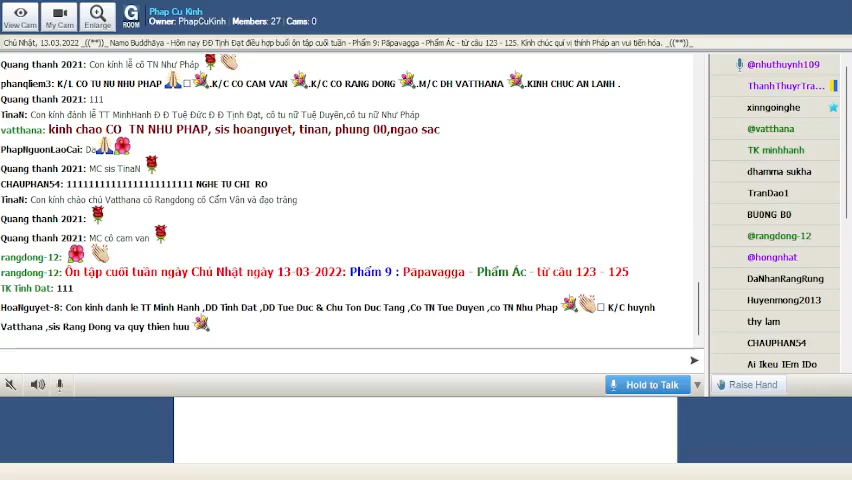 View Cam
My Cam
Enlarge
G
ROOM
Phap Cu Kinh
Owner: PhapCuKinh   Members: 27 | Cams: 0
Chủ Nhật, 13.03.2022 _((**))_ Namo Buddhāya - Hôm nay ĐĐ Tịnh Đạt điều hợp buổi ôn tập cuối tuần - Phẩm 9: Pāpavagga - Phẩm Ác - từ câu 123 - 125. Kính chúc quí vị thính Pháp an vui tiến hóa. _((**))_
Quang thanh 2021: Con kính lễ cô TN Như Pháp
phanqliem3: K/L CO TU NU NHU PHAP .K/C CO CAM VAN .K/C CO RANG DONG .M/C DH VATTHANA .KINH CHUC AN LANH .
Quang thanh 2021: 111
TinaN: Con kính đảnh lễ TT MinhHạnh Đ Đ Tuệ Đức Đ Đ Tịnh Đạt, cô tu nữ Tuệ Duyên,cô tu nữ Như Pháp
vatthana: kinh chao CO TN NHU PHAP, sis hoanguyet, tinan, phung 00,ngao sac
PhapNguonLaoCai: Dạ
Quang thanh 2021: MC sis TinaN
CHAUPHAN54: 11111111111111111111111 NGHE TU CHI RO
TinaN: Con kính chào chú Vatthana cô Rangdong cô Cẩm Vân và đạo tràng
Quang thanh 2021:
Quang thanh 2021: MC cô cam van
rangdong-12:
rangdong-12: Ôn tập cuối tuần ngày Chủ Nhật ngày 13-03-2022: Phẩm 9 : Pāpavagga - Phẩm Ác - từ câu 123 - 125
TK Tinh Dat: 111
HoaNguyet-8: Con kinh danh le TT Minh Hanh ,DD Tinh Dat ,DD Tue Duc & Chu Ton Duc Tang ,Co TN Tue Duyen ,co TN Nhu Phap K/C huynh
Vatthana ,sis Rang Dong va quy thien huu
@nhuthuynh109
ThanhThuyrTra...
xinngoinghe
@vatthana
TK minhhanh
dhamma sukha
TranDao1
BUONG BO
@rangdong-12
@hongnhat
DaNhanRangRung
Huyenmong2013
thy lam
CHAUPHAN54
Ai lkeu IEm IDo
Hold to Talk
Raise Hand